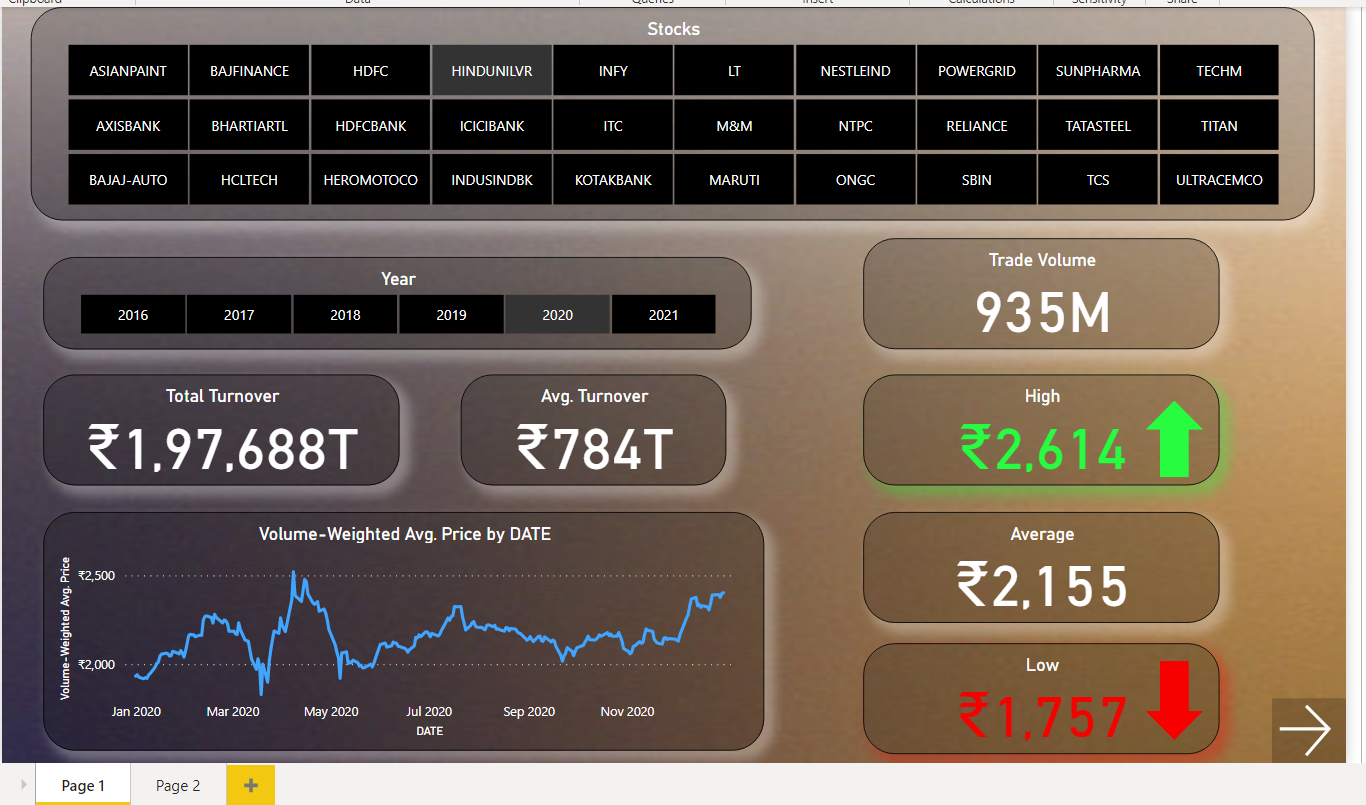 Clipboard Data Queries Insert Calculations Sensitivity Share
Stocks
ASIANPAINT BAJFINANCE HDFC HINDUNILVR INFY LT NESTLEIND POWERGRID SUNPHARMA TECHM
AXISBANK BHARTIARTL HDFCBANK ICICIBANK ITC M&M NTPC RELIANCE TATASTEEL TITAN
BAJAJ-AUTO HCLTECH HEROMOTOCO INDUSINDBK KOTAKBANK MARUTI ONGC SBIN TCS ULTRACEMCO
Year
2016 2017 2018 2019 2020 2021
Trade Volume
935M
Total Turnover
₹1,97,688T
Avg. Turnover
₹784T
High
₹2,614
Volume-Weighted Avg. Price by DATE
Volume-Weighted Avg. Price
₹2,500
₹2,000
Jan 2020 Mar 2020 May 2020 Jul 2020 Sep 2020 Nov 2020
DATE
Average
₹2,155
Low
₹1,757
Page 1 Page 2 +